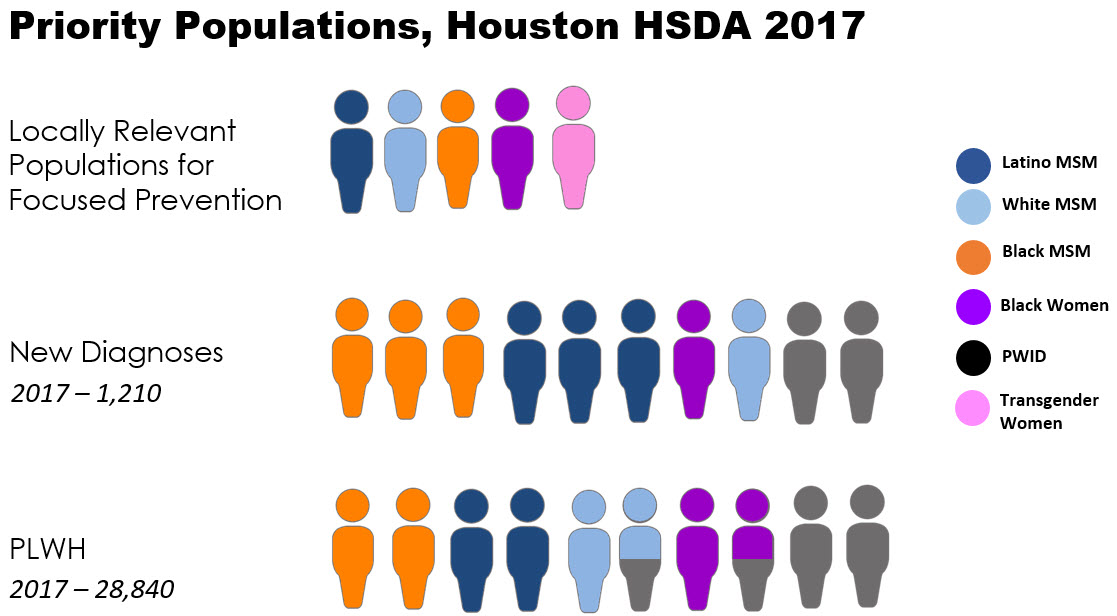 Priority Populations, Houston HSDA 2017
Locally Relevant
Populations for
Focused Prevention
New Diagnoses
2017 – 1,210
PLWH
2017 – 28,840
Latino MSM
White MSM
Black MSM
Black Women
PWID
Transgender
Women